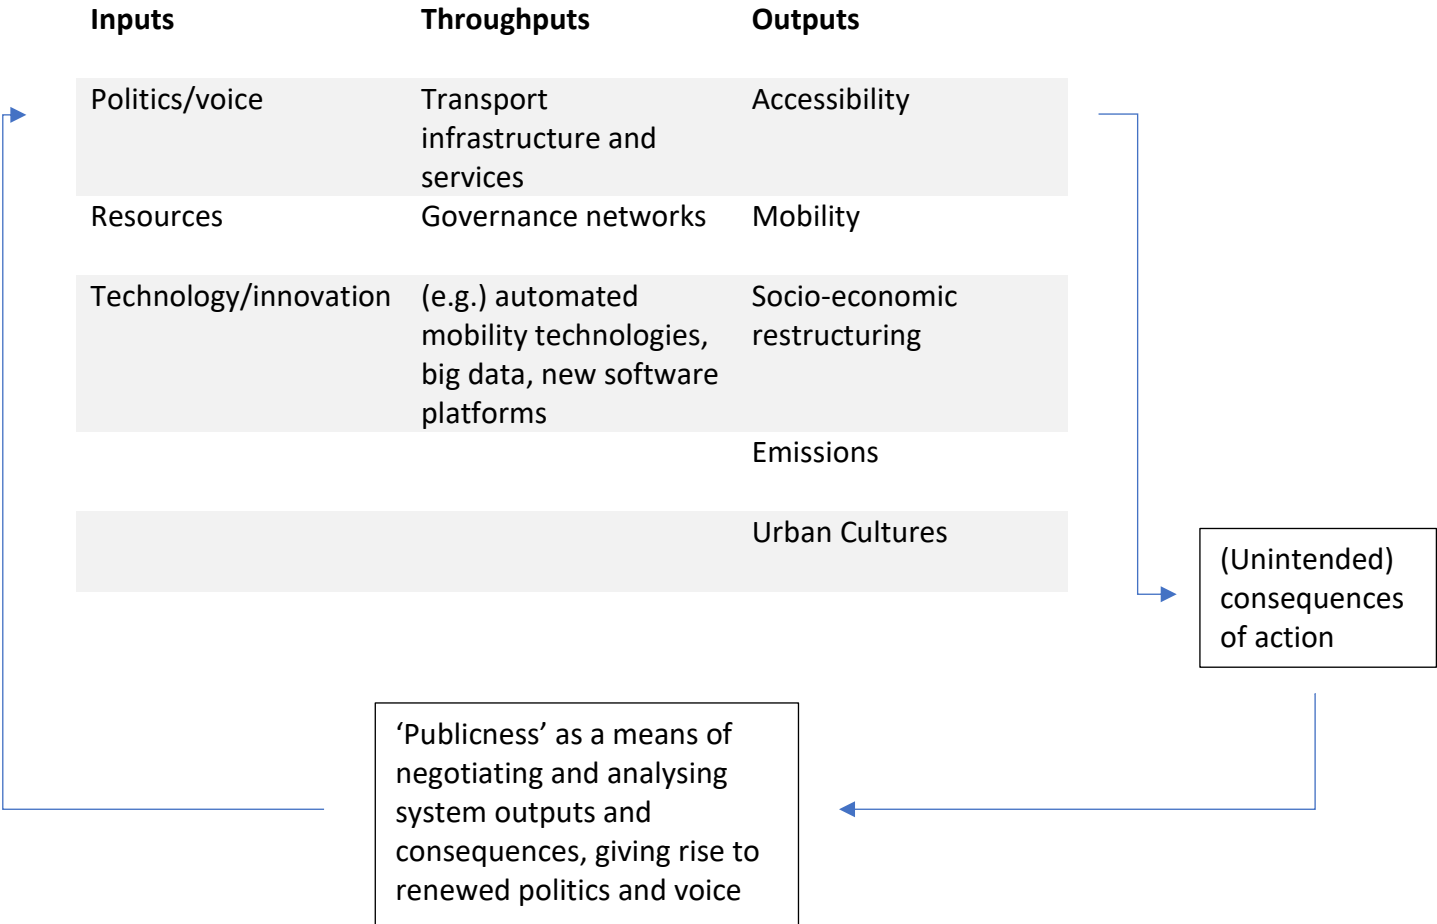 Inputs
Throughputs
Outputs
Politics/voice
Transport
infrastructure and
services
Accessibility
Resources
Governance networks
Mobility
Technology/innovation
(e.g.) automated
mobility technologies,
big data, new software
platforms
Socio-economic
restructuring
Emissions
Urban Cultures
(Unintended)
consequences
of action
‘Publicness’ as a means of
negotiating and analysing
system outputs and
consequences, giving rise to
renewed politics and voice